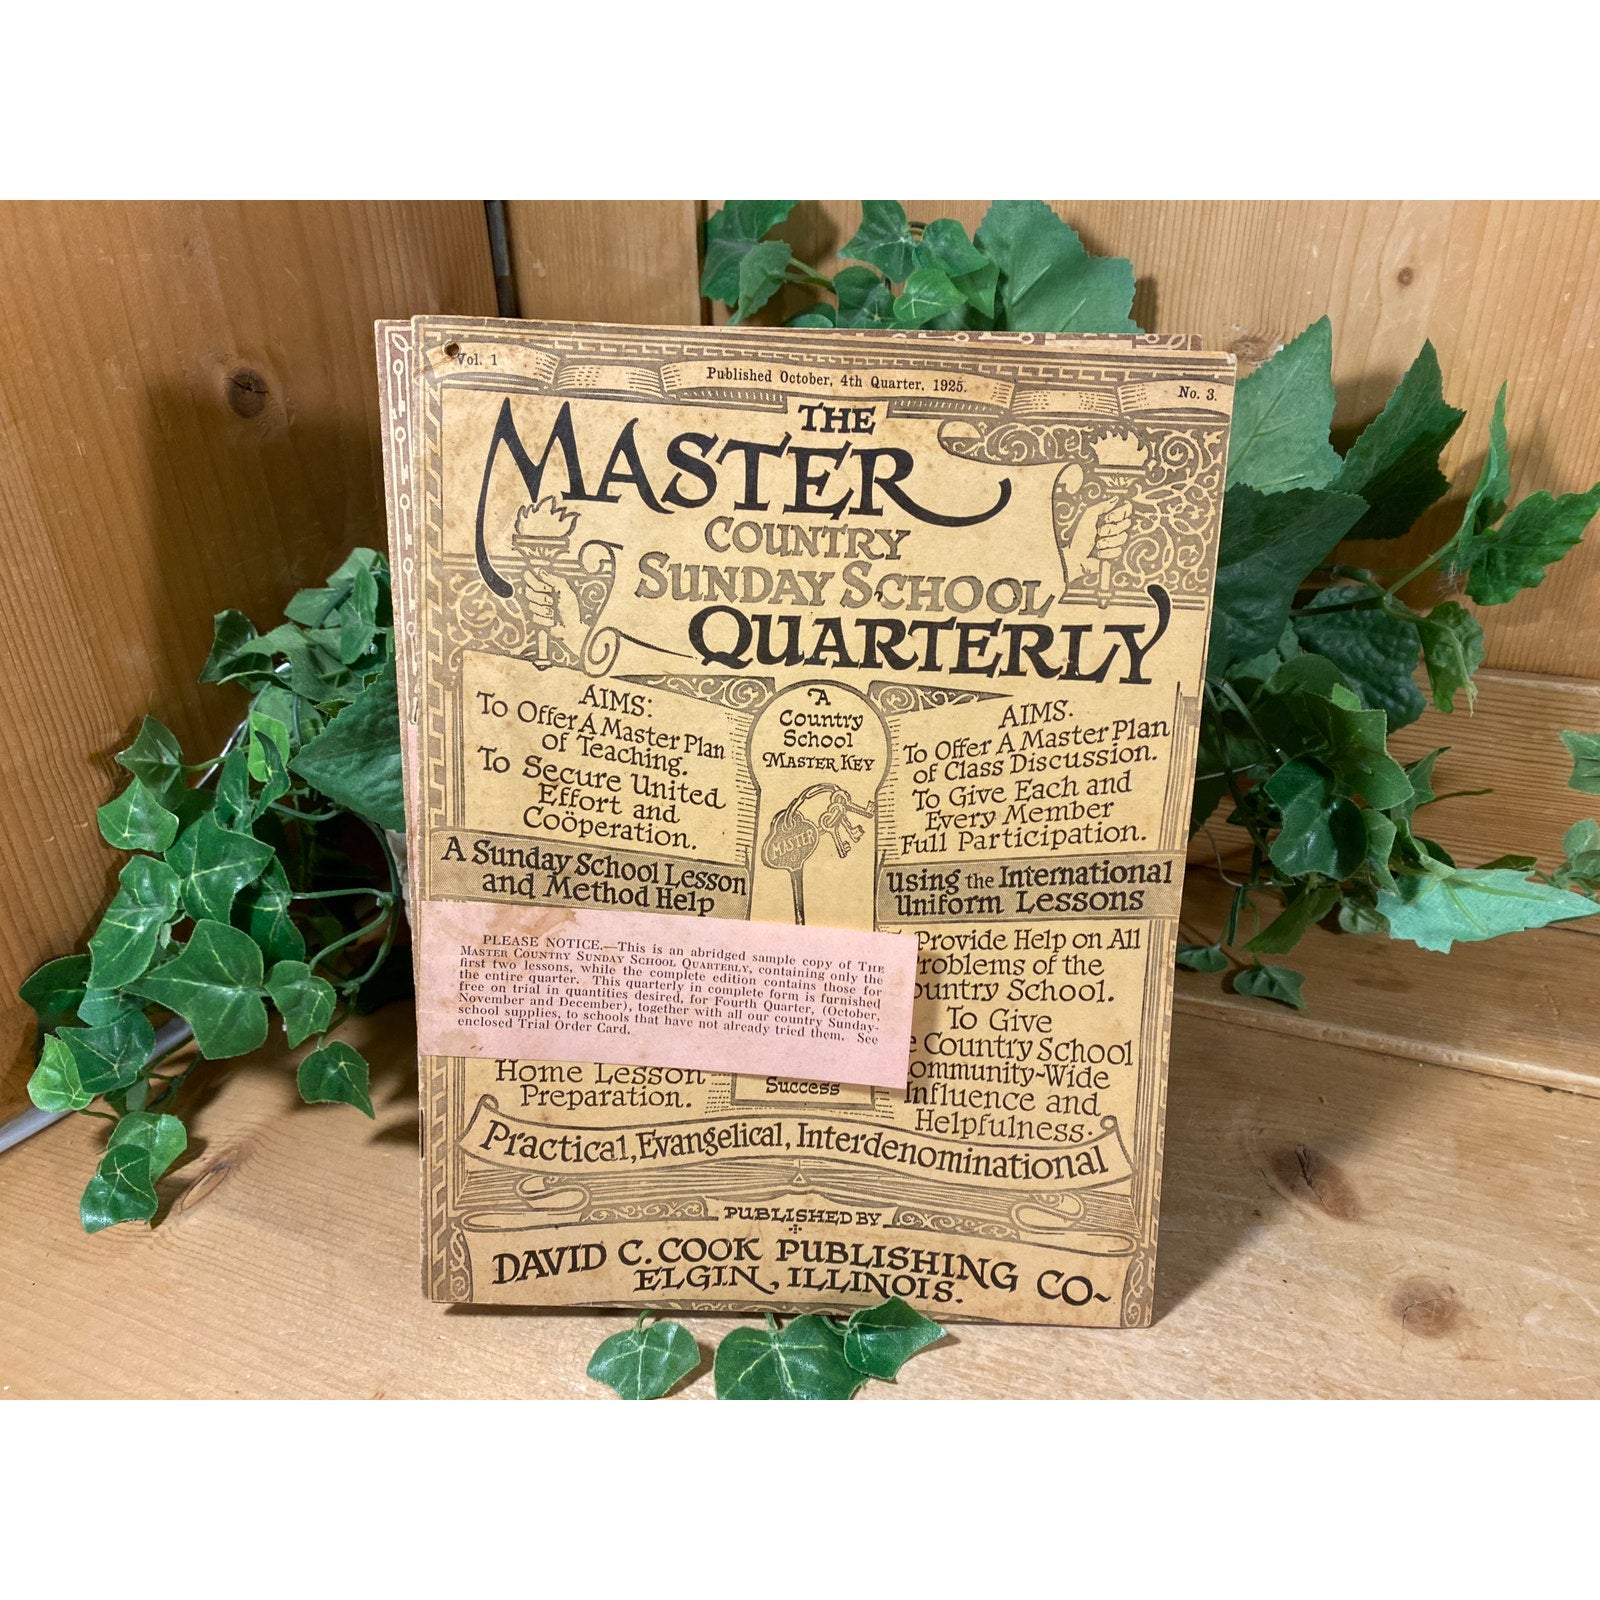 Vol. 1
Published October, 4th Quarter, 1925.
No. 3.
THE
MASTER
COUNTRY
SUNDAY SCHOOL
QUARTERLY
AIMS:
To Offer A Master Plan
of Teaching.
To Secure United
Effort and
Coöperation.
A Country
School
MASTER KEY
MASTER
AIMS.
To Offer A Master Plan
of Class Discussion.
To Give Each and
Every Member
Full Participation.
A Sunday School Lesson
and Method Help
using the International
Uniform Lessons
PLEASE NOTICE.—This is an abridged sample copy of THE
MASTER COUNTRY SUNDAY SCHOOL QUARTERLY, containing only the
first two lessons, while the complete edition contains those for
the entire quarter. This quarterly in complete form is furnished
free on trial in quantities desired, for Fourth Quarter, (October,
November and December), together with all our country Sunday-
school supplies, to schools that have not already tried them. See
enclosed Trial Order Card.
Provide Help on All
roblems of the
ountry School.
To Give
e Country School
ommunity-Wide
Influence and
Helpfulness.
Home Lesson
Preparation.
Success
Practical, Evangelical, Interdenominational
PUBLISHED BY
DAVID C. COOK PUBLISHING CO-
ELGIN, ILLINOIS.